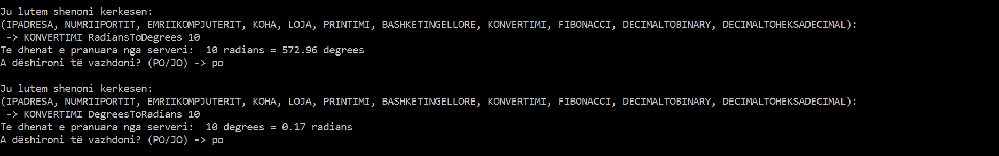 Ju lutem shenoni kerkesen:
(IPADRESA, NUMRIIPORTIT, EMRIIKOMPJUTERIT, KOHA, LOJA, PRINTIMI, BASHKETINGELLORE, KONVERTIMI, FIBONACCI, DECIMALTOBINARY, DECIMALTOHEKSADECIMAL):
-> KONVERTIMI RadiansToDegrees 10
Te dhenat e pranuara nga serveri:  10 radians = 572.96 degrees
A dëshironi të vazhdoni? (PO/JO) -> po
Ju lutem shenoni kerkesen:
(IPADRESA, NUMRIIPORTIT, EMRIIKOMPJUTERIT, KOHA, LOJA, PRINTIMI, BASHKETINGELLORE, KONVERTIMI, FIBONACCI, DECIMALTOBINARY, DECIMALTOHEKSADECIMAL):
-> KONVERTIMI DegreesToRadians 10
Te dhenat e pranuara nga serveri:  10 degrees = 0.17 radians
A dëshironi të vazhdoni? (PO/JO) -> po